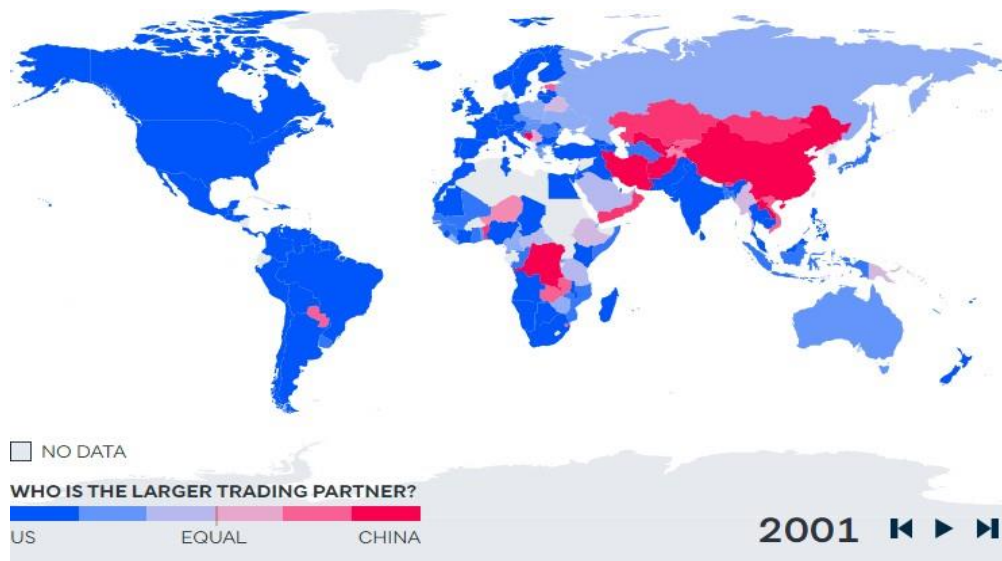 NO DATA
WHO IS THE LARGER TRADING PARTNER?
US EQUAL CHINA
2001